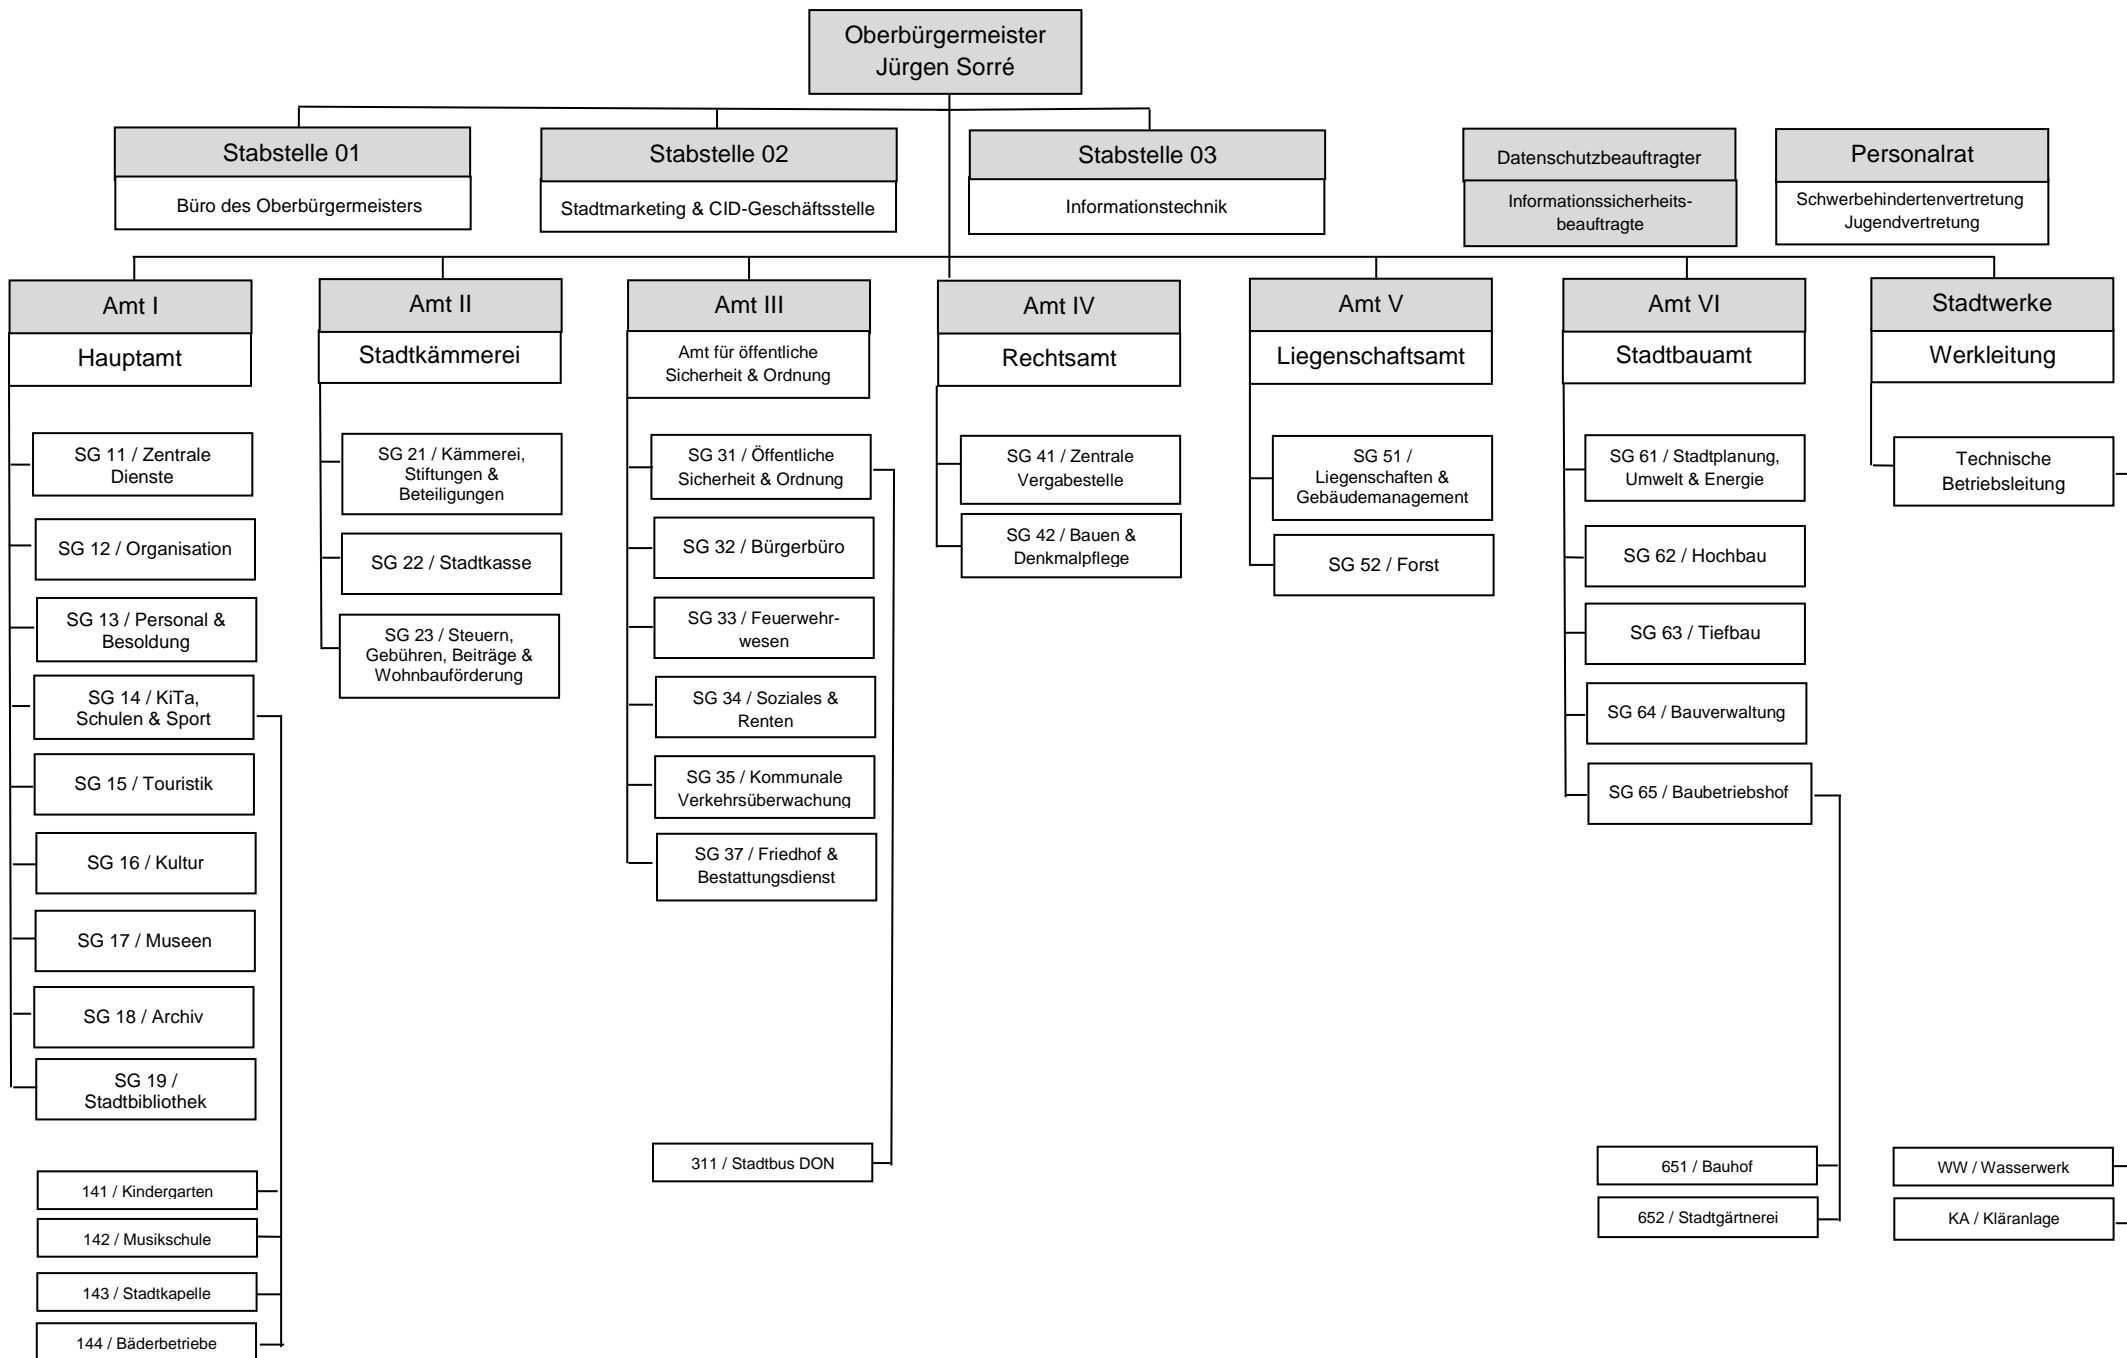 Oberbürgermeister
Jürgen Sorré
Stabstelle 01
Büro des Oberbürgermeisters
Stabstelle 02
Stadtmarketing & CID-Geschäftsstelle
Stabstelle 03
Informationstechnik
Datenschutzbeauftragter
Informationssicherheits-
beauftragte
Personalrat
Schwerbehindertenvertretung
Jugendvertretung
Amt I
Hauptamt
SG 11 / Zentrale
Dienste
SG 12 / Organisation
SG 13 / Personal &
Besoldung
SG 14 / KiTa,
Schulen & Sport
SG 15 / Touristik
SG 16 / Kultur
SG 17 / Museen
SG 18 / Archiv
SG 19 /
Stadtbibliothek
141 / Kindergarten
142 / Musikschule
143 / Stadtkapelle
144 / Bäderbetriebe
Amt II
Stadtkämmerei
SG 21 / Kämmerei,
Stiftungen &
Beteiligungen
SG 22 / Stadtkasse
SG 23 / Steuern,
Gebühren, Beiträge &
Wohnbauförderung
Amt III
Amt für öffentliche
Sicherheit & Ordnung
SG 31 / Öffentliche
Sicherheit & Ordnung
SG 32 / Bürgerbüro
SG 33 / Feuerwehr-
wesen
SG 34 / Soziales &
Renten
SG 35 / Kommunale
Verkehrsüberwachung
SG 37 / Friedhof &
Bestattungsdienst
311 / Stadtbus DON
Amt IV
Rechtsamt
SG 41 / Zentrale
Vergabestelle
SG 42 / Bauen &
Denkmalpflege
Amt V
Liegenschaftsamt
SG 51 /
Liegenschaften &
Gebäudemanagement
SG 52 / Forst
Amt VI
Stadtbauamt
SG 61 / Stadtplanung,
Umwelt & Energie
SG 62 / Hochbau
SG 63 / Tiefbau
SG 64 / Bauverwaltung
SG 65 / Baubetriebshof
651 / Bauhof
652 / Stadtgärtnerei
Stadtwerke
Werkleitung
Technische
Betriebsleitung
WW / Wasserwerk
KA / Kläranlage